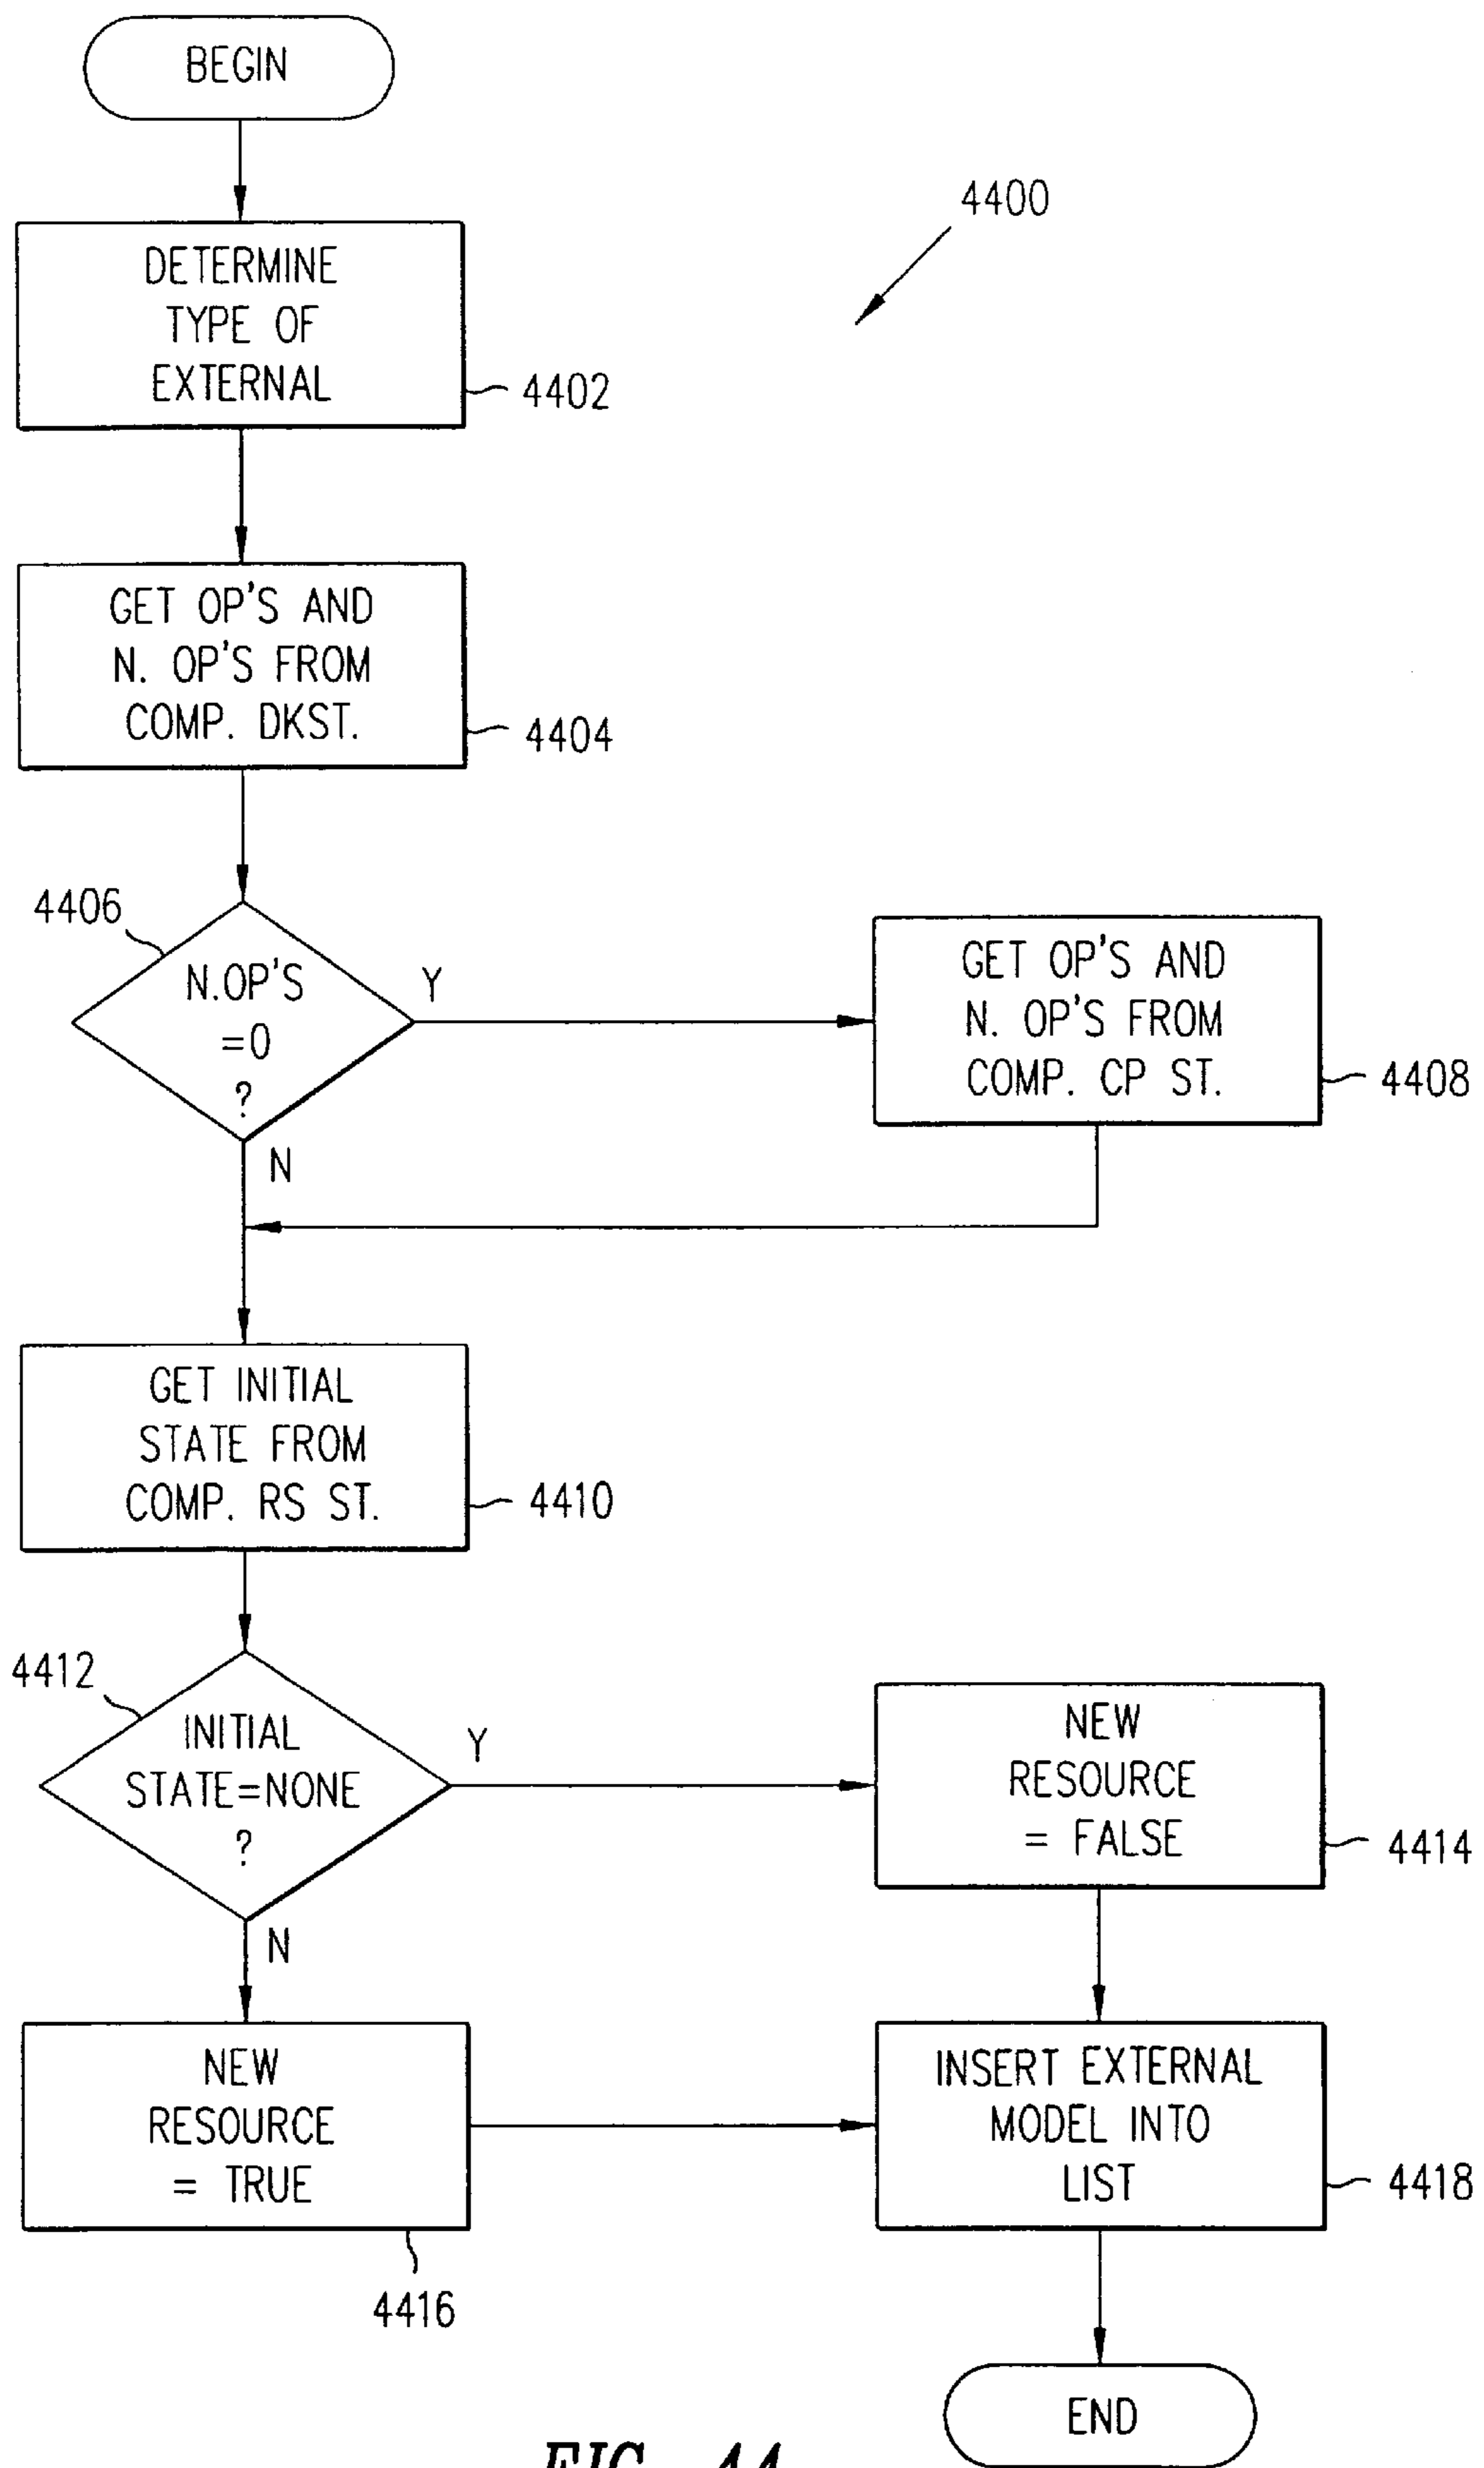 BEGIN
4400
DETERMINE
TYPE OF
EXTERNAL
4402
GET OP'S AND
N. OP'S FROM
COMP. DKST.
4404
4406
N.OP'S
=0
?
Y
N
GET OP'S AND
N. OP'S FROM
COMP. CP ST.
4408
GET INITIAL
STATE FROM
COMP. RS ST.
4410
4412
INITIAL
STATE=NONE
?
Y
N
NEW
RESOURCE
= FALSE
4414
NEW
RESOURCE
= TRUE
4416
INSERT EXTERNAL
MODEL INTO
LIST
4418
END
FIG. 44